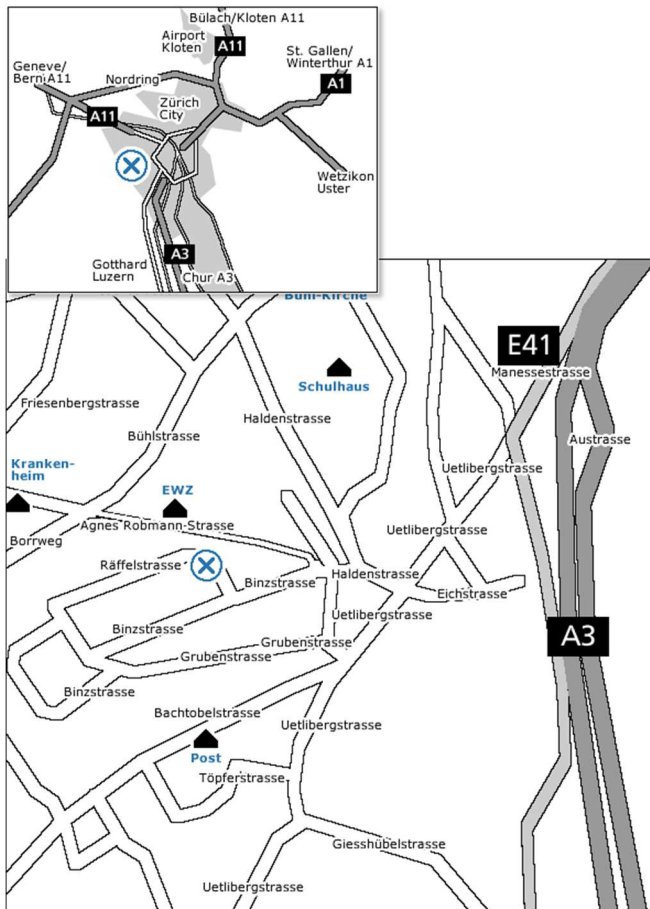 Bülach/Kloten A11
Airport
Kloten
A11
St. Gallen/
Winterthur A1
A1
Geneve/
Bern A11
Nordring
A11
Zürich
City
Wetzikon
Uster
A3
Gotthard
Luzern
Chur A3
Bühl-Kirche
E41
Manessestrasse
Schulhaus
Friesenbergstrasse
Haldenstrasse
Bühlstrasse
Austrasse
Kranken-
heim
Uetlibergstrasse
EWZ
Agnes Robmann-Strasse
Uetlibergstrasse
Borrweg
Räffelstrasse
Binzstrasse
Haldenstrasse
Eichstrasse
Uetlibergstrasse
Binzstrasse
Grubenstrasse
A3
Grubenstrasse
Binzstrasse
Bachtobelstrasse
Uetlibergstrasse
Post
Töpferstrasse
Giesshübelstrasse
Uetlibergstrasse